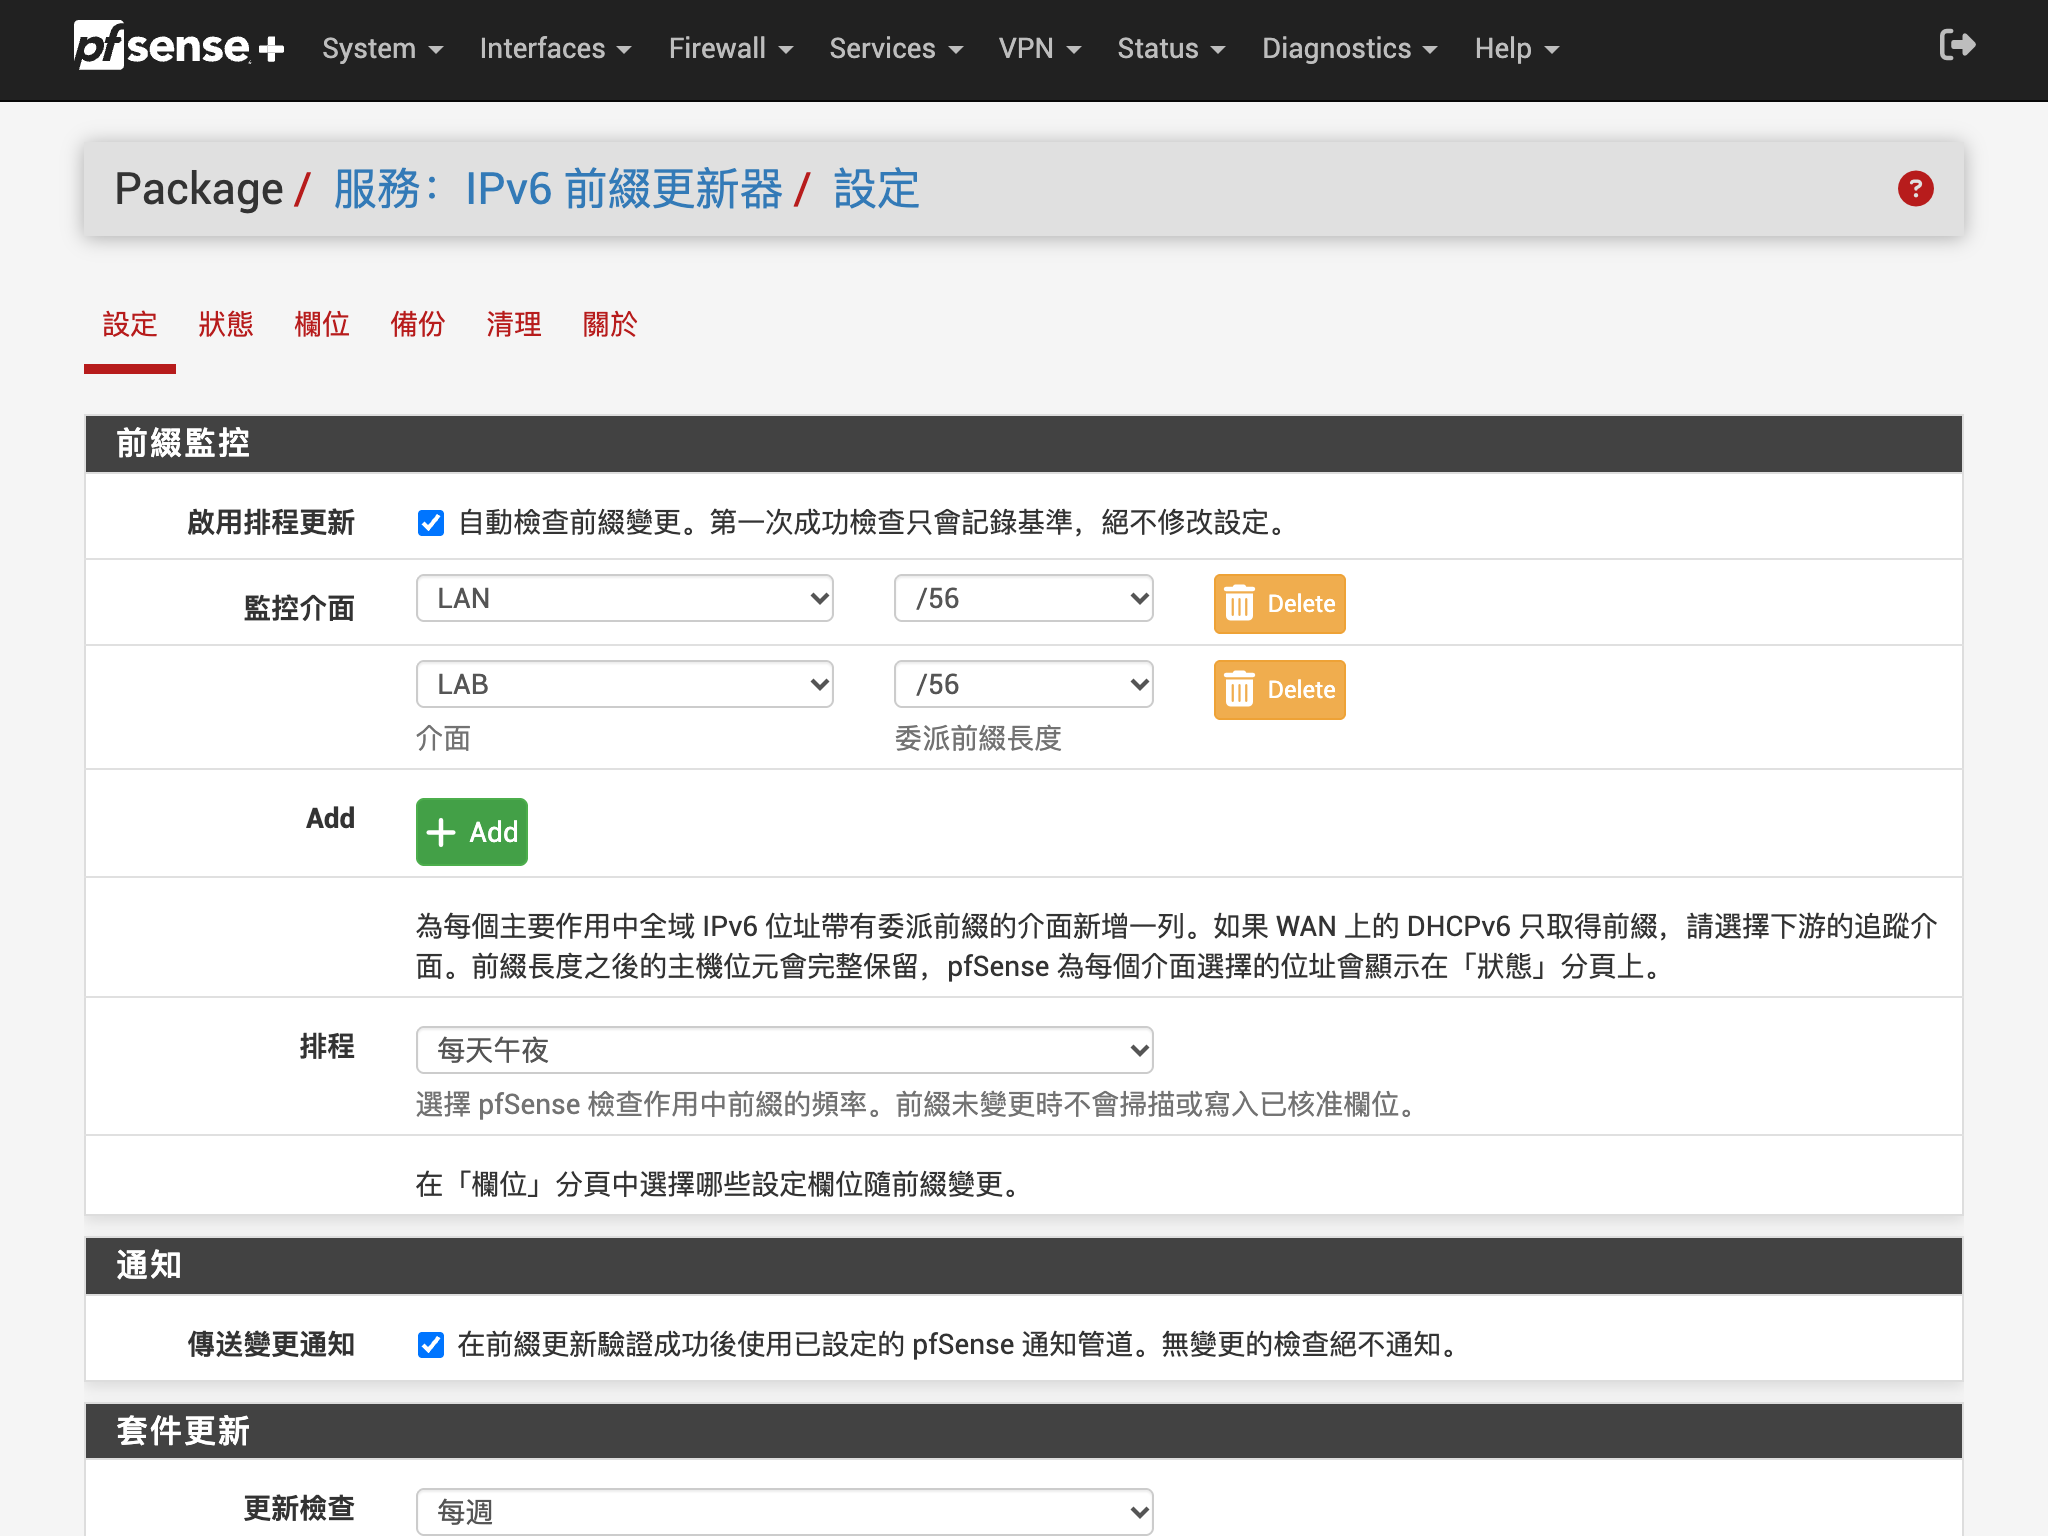 pfsense+ System Interfaces Firewall Services VPN Status Diagnostics Help
Package / 服務：IPv6 前綴更新器 / 設定
設定 狀態 欄位 備份 清理 關於
前綴監控
啟用排程更新 自動檢查前綴變更。第一次成功檢查只會記錄基準，絕不修改設定。
監控介面 LAN /56 Delete
LAB /56 Delete
介面 委派前綴長度
Add Add
為每個主要作用中全域 IPv6 位址帶有委派前綴的介面新增一列。如果 WAN 上的 DHCPv6 只取得前綴，請選擇下游的追蹤介
面。前綴長度之後的主機位元會完整保留，pfSense 為每個介面選擇的位址會顯示在「狀態」分頁上。
排程 每天午夜
選擇 pfSense 檢查作用中前綴的頻率。前綴未變更時不會掃描或寫入已核准欄位。
在「欄位」分頁中選擇哪些設定欄位隨前綴變更。
通知
傳送變更通知 在前綴更新驗證成功後使用已設定的 pfSense 通知管道。無變更的檢查絕不通知。
套件更新
更新檢查 每週